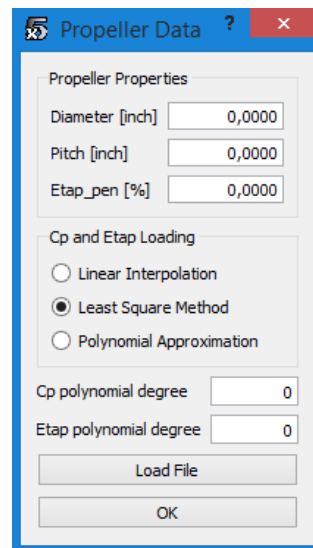 Propeller Data ? ×
Propeller Properties
Diameter [inch] 0,0000
Pitch [inch] 0,0000
Etap_pen [%] 0,0000
Cp and Etap Loading
Linear Interpolation
Least Square Method
Polynomial Approximation
Cp polynomial degree 0
Etap polynomial degree 0
Load File
OK